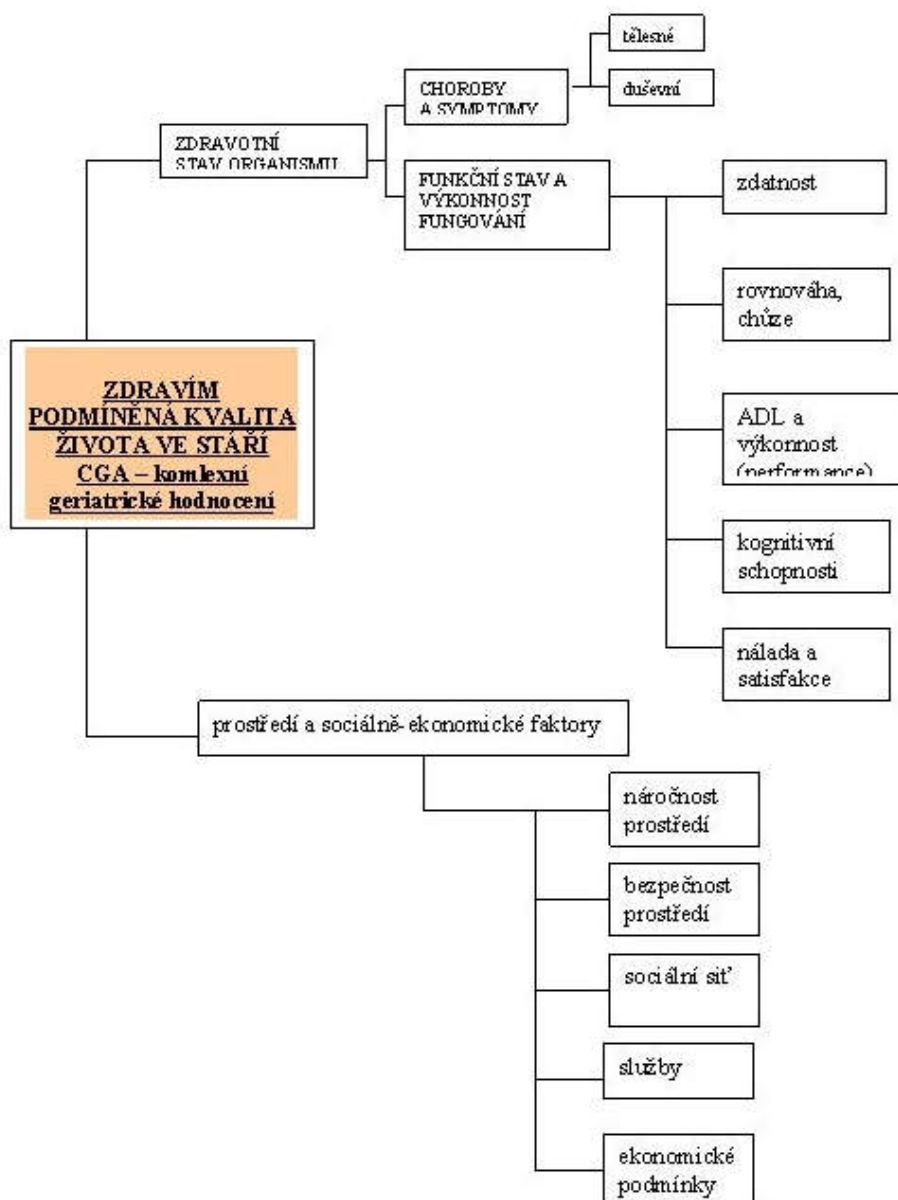 tělesné
CHOROBY
A SYMPTOMY
duševní
ZDRAVOTNÍ
STAV ORGANISMU
FUNKČNÍ STAV A
VÝKONNOST
FUNGOVÁNÍ
zdatnost
rovnováha,
chůze
ZDRAVÍM
PODMÍNĚNÁ KVALITA
ŽIVOTA VE STÁŘÍ
CGA – komlexní
geriatrické hodnocení
ADL a
výkonnost
(performance)
kognitivní
schopnosti
nálada a
satisfakce
prostředí a sociálně-ekonomické faktory
náročnost
prostředí
bezpečnost
prostředí
sociální siť
služby
ekonomické
podmínky